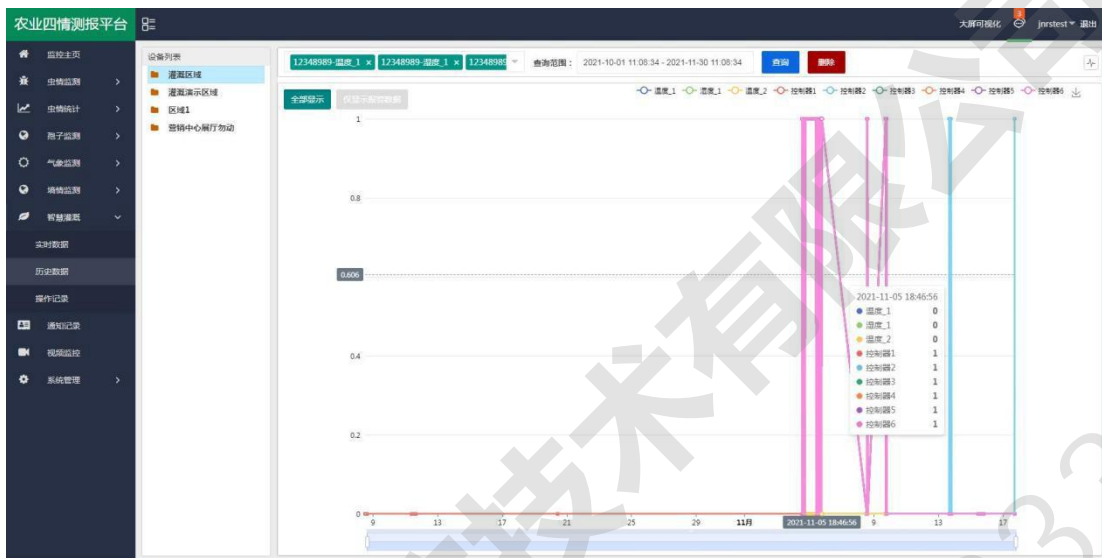 农业四情测报平台
大屏可视化
jnrstest
退出
监控主页
虫情监测
虫情统计
孢子监测
气象监测
墒情监测
智慧灌溉
实时数据
历史数据
操作记录
通知记录
视频监控
系统管理
设备列表
灌溉区域
灌溉演示区域
区域1
营销中心展厅勿动
12348989-温度_1 × 12348989-湿度_1 × 12348989
查询范围: 2021-10-01 11:08:34 - 2021-11-30 11:08:34
查询
删除
全部显示
温度_1 湿度_1 温度_2 控制器1 控制器2 控制器3 控制器4 控制器5 控制器6
1
0.8
0.606
0.4
0.2
0
2021-11-05 18:46:56
温度_1 0
湿度_1 0
温度_2 0
控制器1 1
控制器2 1
控制器3 1
控制器4 1
控制器5 1
控制器6 1
9 13 17 21 25 29 11月 2021-11-05 18:46:56 9 13 17
技术有限公司